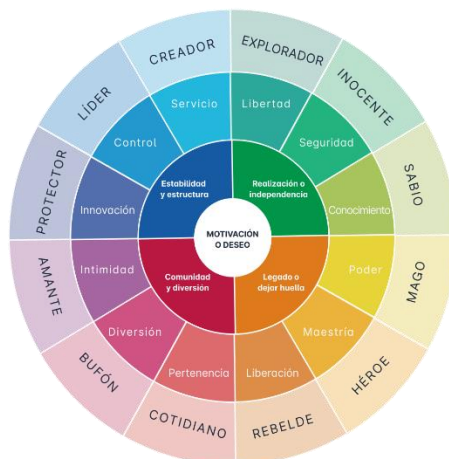 CREADOR
EXPLORADOR
INOCENTE
SABIO
MAGO
HÉROE
REBELDE
COTIDIANO
BUFÓN
AMANTE
PROTECTOR
LÍDER
Servicio
Libertad
Seguridad
Conocimiento
Poder
Maestría
Liberación
Pertenencia
Diversión
Intimidad
Innovación
Control
Estabilidad
y estructura
Realización o
independencia
Legado o
dejar huella
Comunidad
y diversión
MOTIVACIÓN
O DESEO